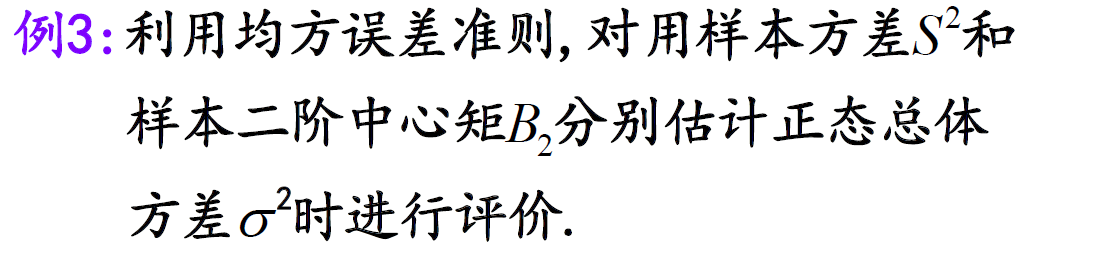 例3:利用均方误差准则,对用样本方差S²和
样本二阶中心矩B₂分别估计正态总体
方差σ²时进行评价.